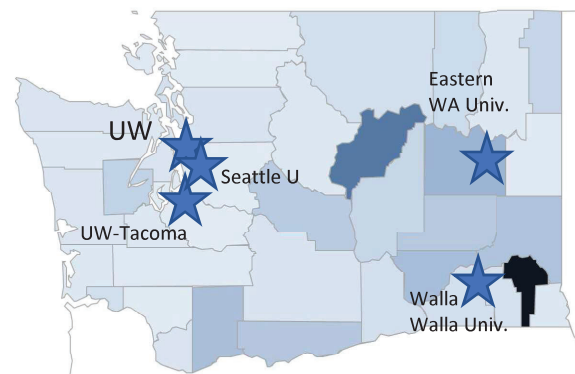 Eastern
WA Univ.
UW
Seattle U
UW-Tacoma
Walla
Walla Univ.